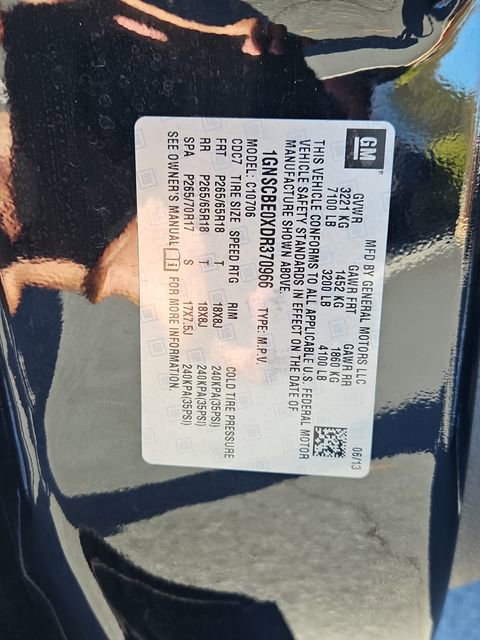 GM
MFD BY GENERAL MOTORS LLC 06/13
GVWR GAWR FRT GAWR RR
3221 KG 1452 KG 1860 KG
7100 LB 3200 LB 4100 LB
THIS VEHICLE CONFORMS TO ALL APPLICABLE U.S. FEDERAL MOTOR
VEHICLE SAFETY STANDARDS IN EFFECT ON THE DATE OF
MANUFACTURE SHOWN ABOVE.
1GNSCBE0XDR370966 TYPE: M.P.V.
MODEL: C10706
CDC7 TIRE SIZE SPEED RTG RIM COLD TIRE PRESSURE
FRT P265/65R18 T 18X8J 240KPA(35PSI)
RR P265/65R18 T 18X8J 240KPA(35PSI)
SPA P265/70R17 S 17X7.5J 240KPA(35PSI)
SEE OWNER'S MANUAL FOR MORE INFORMATION.